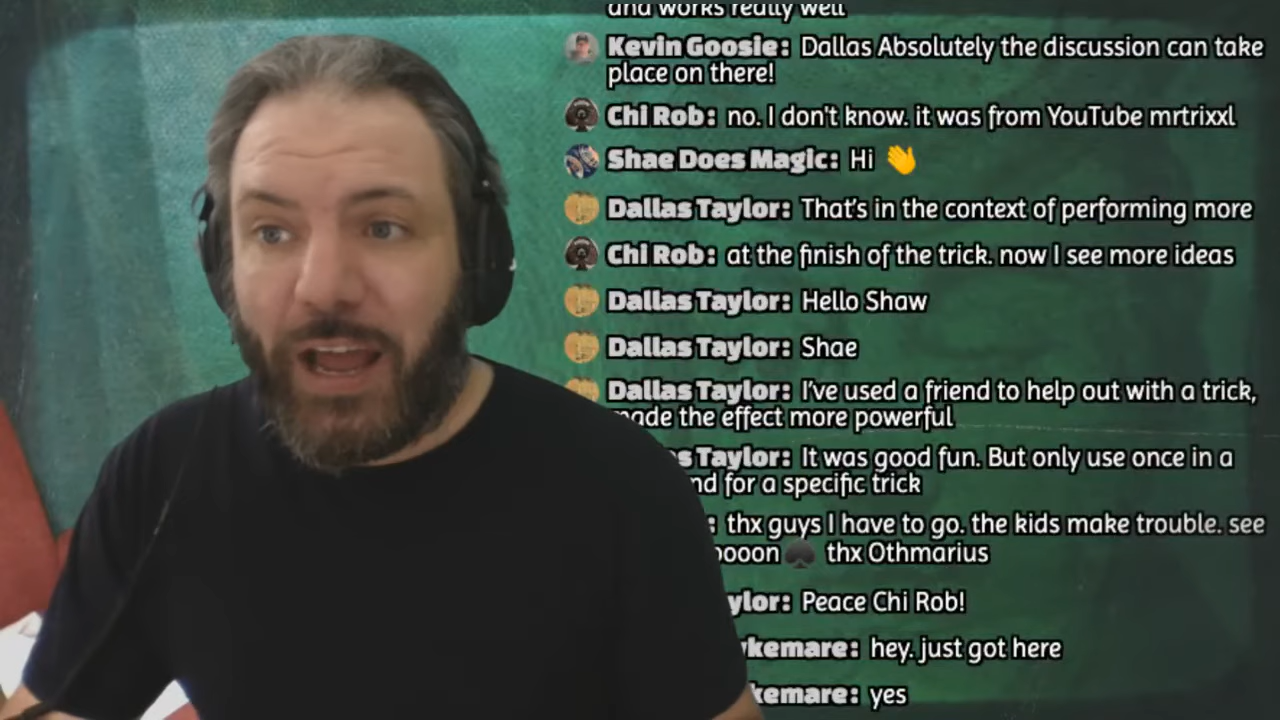 and works really well
Kevin Goosie: Dallas Absolutely the discussion can take
place on there!
Chi Rob: no. I don't know. it was from YouTube mrtrixxl
Shae Does Magic: Hi 👋
Dallas Taylor: That's in the context of performing more
Chi Rob: at the finish of the trick. now I see more ideas
Dallas Taylor: Hello Shaw
Dallas Taylor: Shae
Dallas Taylor: I've used a friend to help out with a trick,
made the effect more powerful
s Taylor: It was good fun. But only use once in a
nd for a specific trick
: thx guys I have to go. the kids make trouble. see
oooon ♠ thx Othmarius
ylor: Peace Chi Rob!
kemare: hey. just got here
kemare: yes